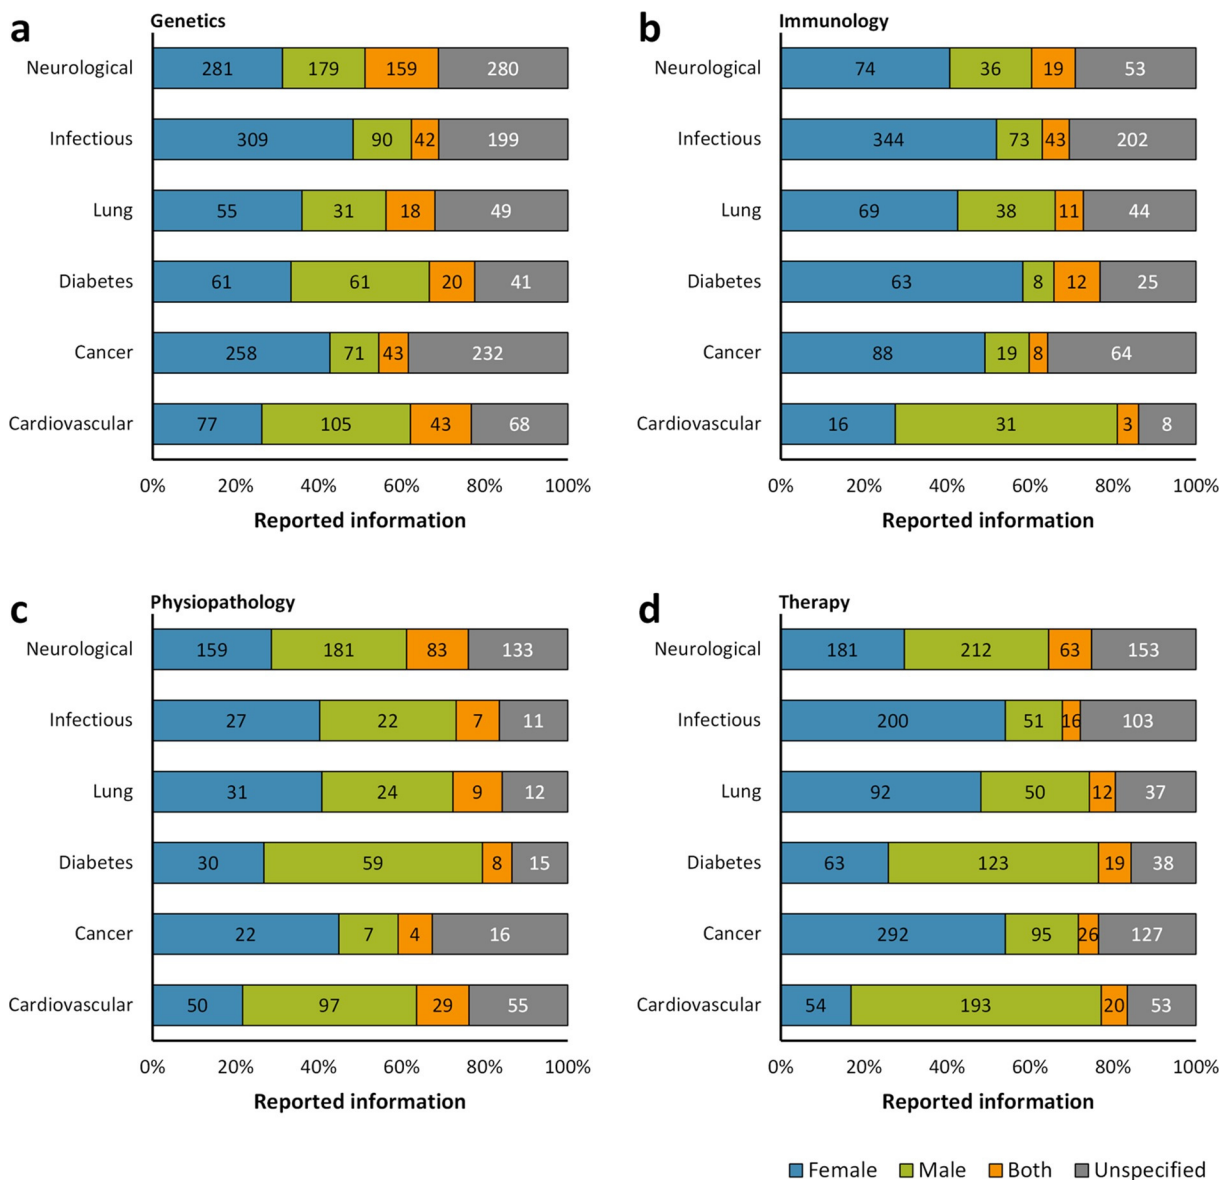 a Genetics
Neurological 281 179 159 280
Infectious 309 90 42 199
Lung 55 31 18 49
Diabetes 61 61 20 41
Cancer 258 71 43 232
Cardiovascular 77 105 43 68
0% 20% 40% 60% 80% 100%
Reported information
b Immunology
Neurological 74 36 19 53
Infectious 344 73 43 202
Lung 69 38 11 44
Diabetes 63 8 12 25
Cancer 88 19 8 64
Cardiovascular 16 31 3 8
0% 20% 40% 60% 80% 100%
Reported information
c Physiopathology
Neurological 159 181 83 133
Infectious 27 22 7 11
Lung 31 24 9 12
Diabetes 30 59 8 15
Cancer 22 7 4 16
Cardiovascular 50 97 29 55
0% 20% 40% 60% 80% 100%
Reported information
d Therapy
Neurological 181 212 63 153
Infectious 200 51 16 103
Lung 92 50 12 37
Diabetes 63 123 19 38
Cancer 292 95 26 127
Cardiovascular 54 193 20 53
0% 20% 40% 60% 80% 100%
Reported information
Female Male Both Unspecified